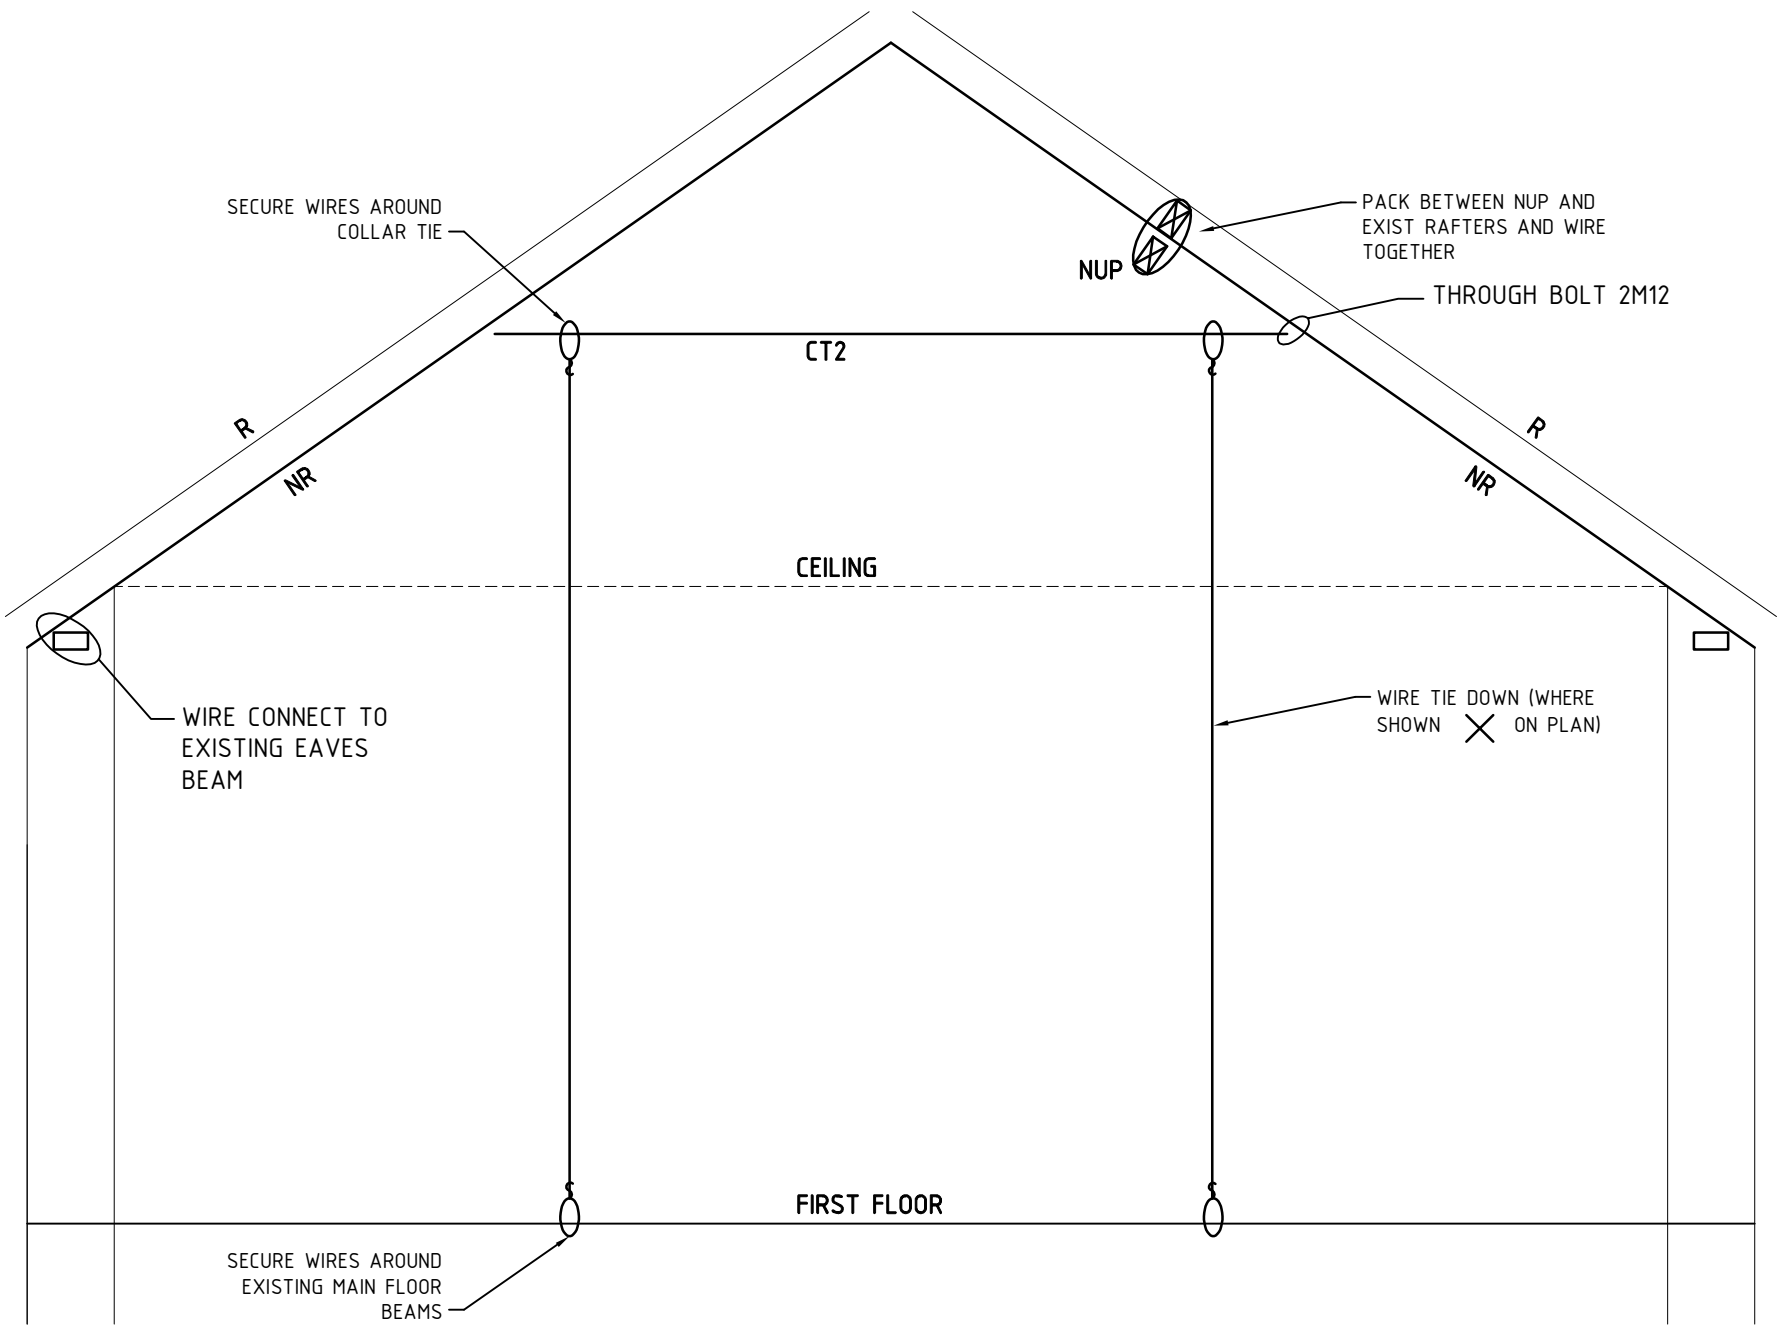 SECURE WIRES AROUND
COLLAR TIE
PACK BETWEEN NUP AND
EXIST RAFTERS AND WIRE
TOGETHER
NUP
THROUGH BOLT 2M12
CT2
R
NR
R
NR
CEILING
WIRE CONNECT TO
EXISTING EAVES
BEAM
WIRE TIE DOWN (WHERE
SHOWN X ON PLAN)
FIRST FLOOR
SECURE WIRES AROUND
EXISTING MAIN FLOOR
BEAMS